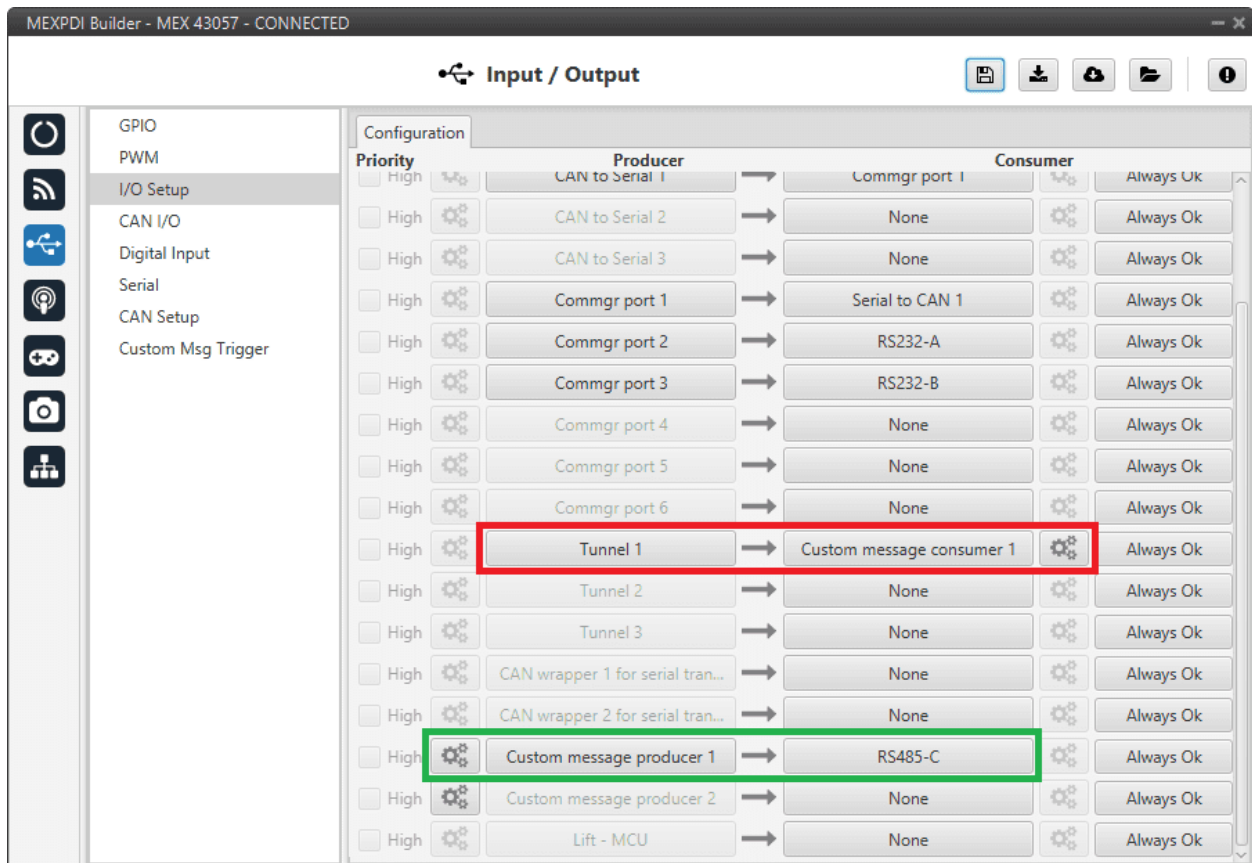 MEXPDI Builder - MEX 43057 - CONNECTED
Input / Output
GPIO
PWM
I/O Setup
CAN I/O
Digital Input
Serial
CAN Setup
Custom Msg Trigger
Configuration
Priority Producer Consumer
High CAN to Serial 1 Commgr port 1 Always Ok
High CAN to Serial 2 None Always Ok
High CAN to Serial 3 None Always Ok
High Commgr port 1 Serial to CAN 1 Always Ok
High Commgr port 2 RS232-A Always Ok
High Commgr port 3 RS232-B Always Ok
High Commgr port 4 None Always Ok
High Commgr port 5 None Always Ok
High Commgr port 6 None Always Ok
High Tunnel 1 Custom message consumer 1 Always Ok
High Tunnel 2 None Always Ok
High Tunnel 3 None Always Ok
High CAN wrapper 1 for serial tran... None Always Ok
High CAN wrapper 2 for serial tran... None Always Ok
High Custom message producer 1 RS485-C Always Ok
High Custom message producer 2 None Always Ok
High Lift - MCU None Always Ok